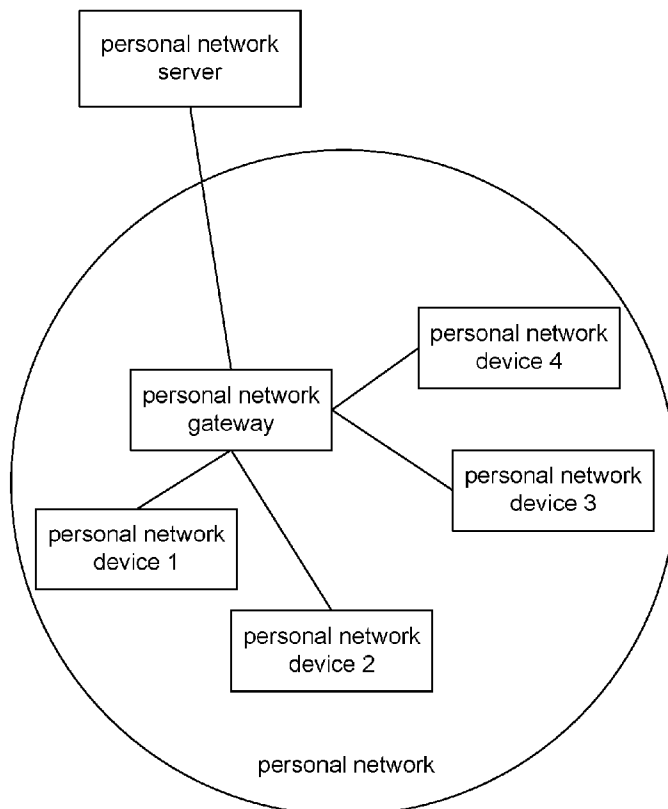 personal network
server
personal network
device 4
personal network
gateway
personal network
device 3
personal network
device 1
personal network
device 2
personal network